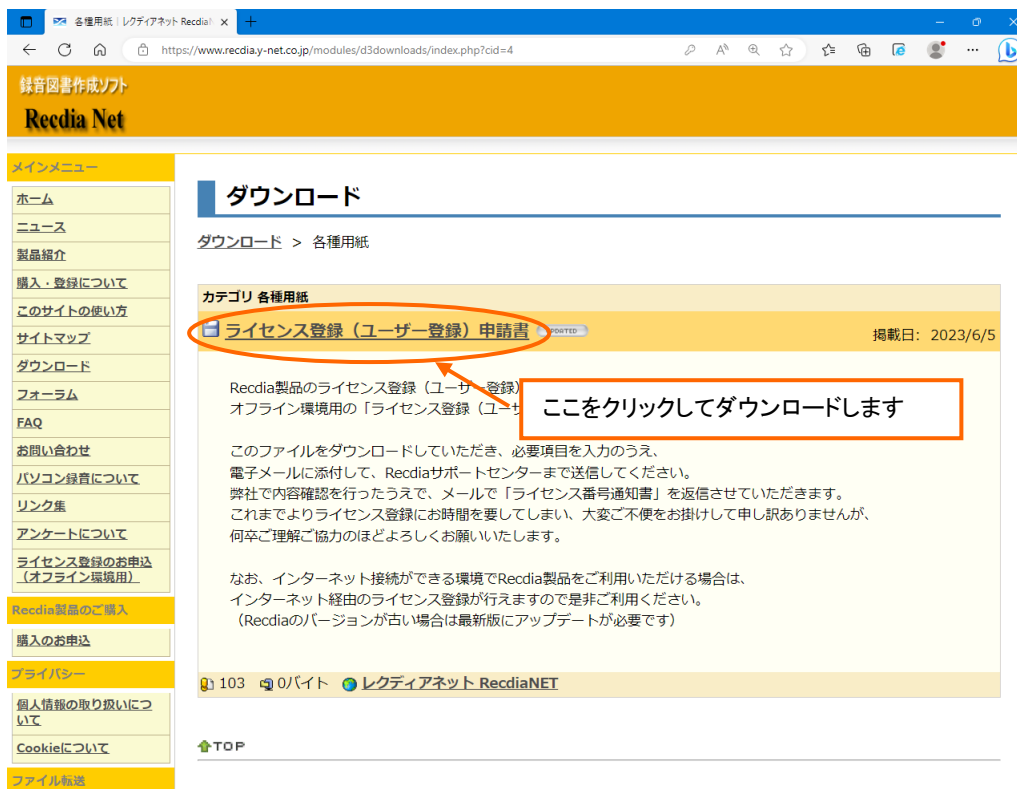 各種用紙 | レクディアネット Recdia
https://www.recdia.y-net.co.jp/modules/d3downloads/index.php?cid=4
録音図書作成ソフト
Recdia Net
メインメニュー
ホーム
ニュース
製品紹介
購入・登録について
このサイトの使い方
サイトマップ
ダウンロード
フォーラム
FAQ
お問い合わせ
パソコン録音について
リンク集
アンケートについて
ライセンス登録のお申込
(オフライン環境用)
Recdia製品のご購入
購入のお申込
プライバシー
個人情報の取り扱いにつ
いて
Cookieについて
ファイル転送
ダウンロード
ダウンロード > 各種用紙
カテゴリ 各種用紙
ライセンス登録(ユーザー登録)申請書 UPDATED
掲載日: 2023/6/5
Recdia製品のライセンス登録(ユーザー登録)
オフライン環境用の「ライセンス登録(ユー
ここをクリックしてダウンロードします
このファイルをダウンロードしていただき、必要項目を入力のうえ、
電子メールに添付して、Recdiaサポートセンターまで送信してください。
弊社で内容確認を行ったうえで、メールで「ライセンス番号通知書」を返信させていただきます。
これまでよりライセンス登録にお時間を要してしまい、大変ご不便をお掛けして申し訳ありませんが、
何卒ご理解ご協力のほどよろしくお願いいたします。
なお、インターネット接続ができる環境でRecdia製品をご利用いただける場合は、
インターネット経由のライセンス登録が行えますので是非ご利用ください。
(Recdiaのバージョンが古い場合は最新版にアップデートが必要です)
103 0バイト レクディアネット RecdiaNET
TOP